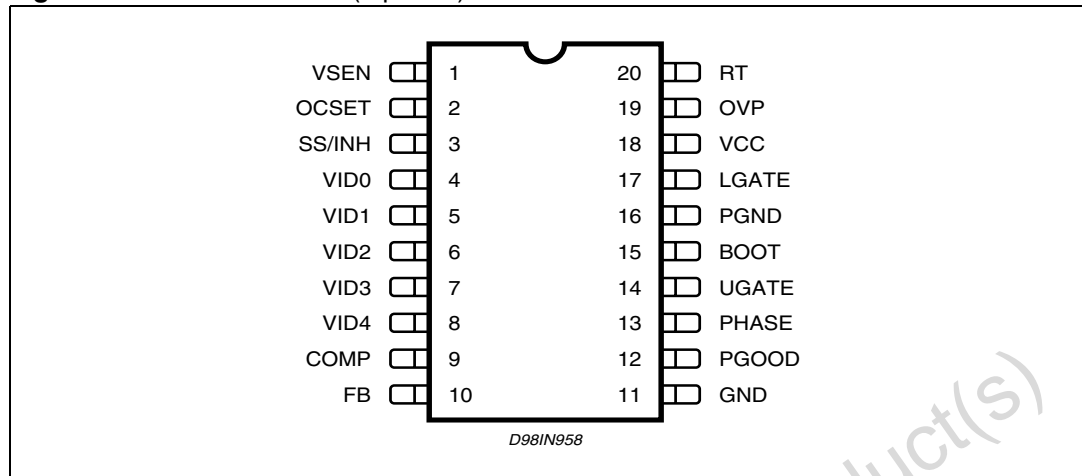 VSEN 1 20 RT
OCSET 2 19 OVP
SS/INH 3 18 VCC
VID0 4 17 LGATE
VID1 5 16 PGND
VID2 6 15 BOOT
VID3 7 14 UGATE
VID4 8 13 PHASE
COMP 9 12 PGOOD
FB 10 11 GND
D98IN958